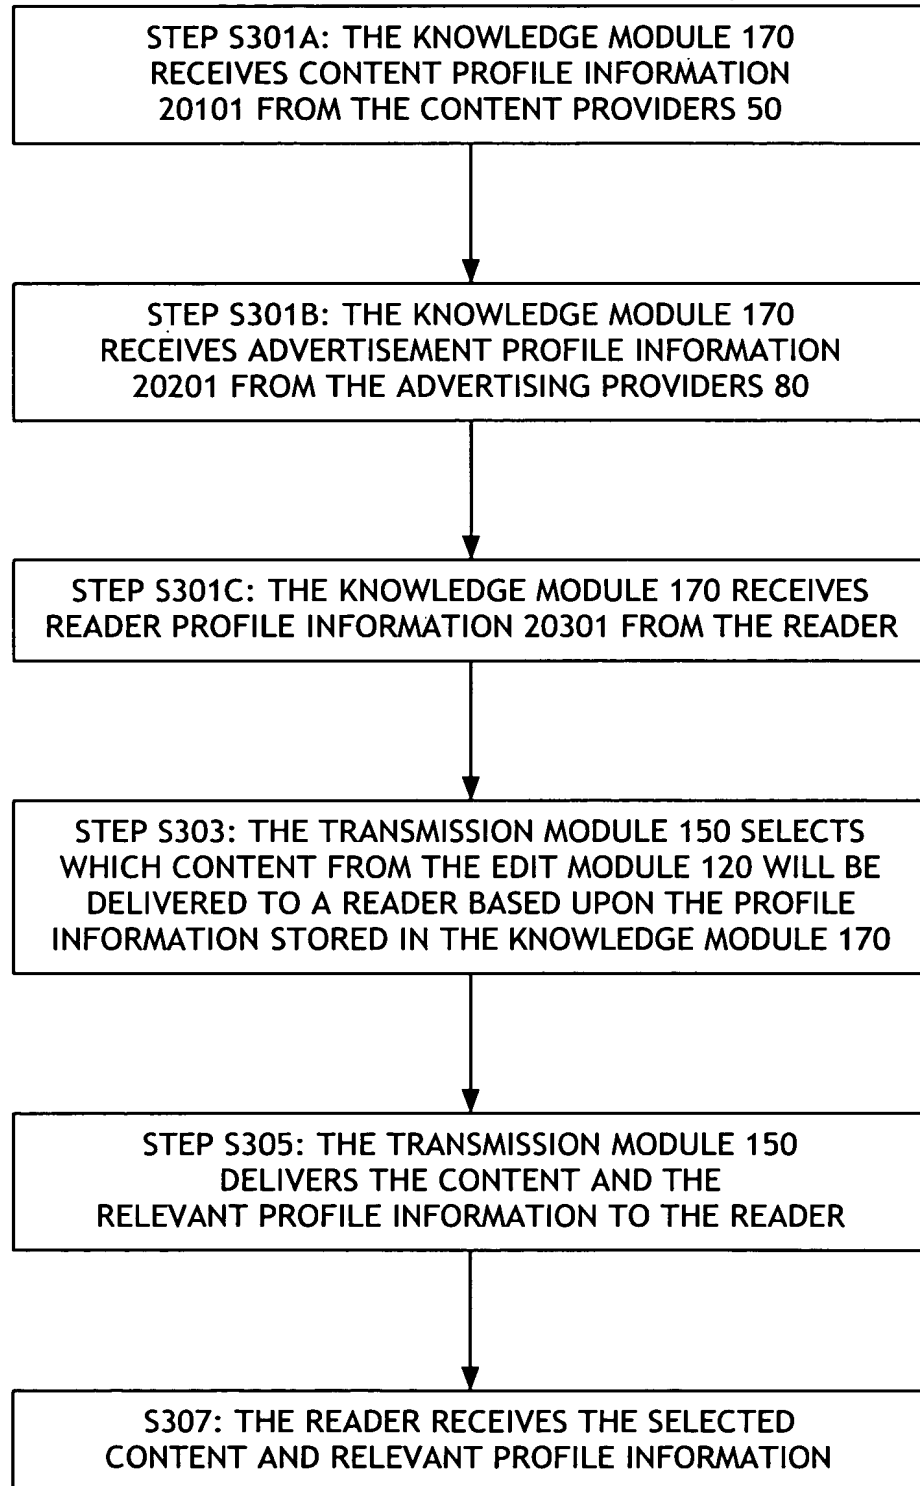 STEP S301A: THE KNOWLEDGE MODULE 170
RECEIVES CONTENT PROFILE INFORMATION
20101 FROM THE CONTENT PROVIDERS 50
STEP S301B: THE KNOWLEDGE MODULE 170
RECEIVES ADVERTISEMENT PROFILE INFORMATION
20201 FROM THE ADVERTISING PROVIDERS 80
STEP S301C: THE KNOWLEDGE MODULE 170 RECEIVES
READER PROFILE INFORMATION 20301 FROM THE READER
STEP S303: THE TRANSMISSION MODULE 150 SELECTS
WHICH CONTENT FROM THE EDIT MODULE 120 WILL BE
DELIVERED TO A READER BASED UPON THE PROFILE
INFORMATION STORED IN THE KNOWLEDGE MODULE 170
STEP S305: THE TRANSMISSION MODULE 150
DELIVERS THE CONTENT AND THE
RELEVANT PROFILE INFORMATION TO THE READER
S307: THE READER RECEIVES THE SELECTED
CONTENT AND RELEVANT PROFILE INFORMATION